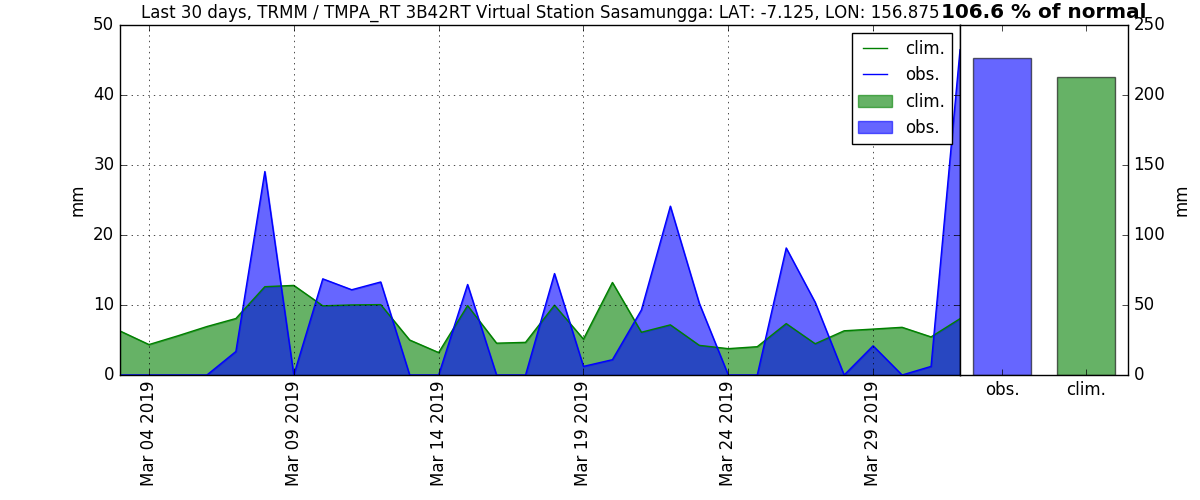 Last 30 days, TRMM / TMPA_RT 3B42RT Virtual Station Sasamungga: LAT: -7.125, LON: 156.875
106.6 % of normal
50
40
30
20
10
0
mm
clim.
obs.
clim.
obs.
Mar 04 2019
Mar 09 2019
Mar 14 2019
Mar 19 2019
Mar 24 2019
Mar 29 2019
250
200
150
100
50
0
mm
obs. clim.